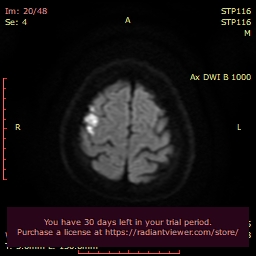 Im: 20/48 STP116
Se: 4 A STP116
M
Ax DWI B 1000
R L
You have 30 days left in your trial period.
Purchase a license at https://radiantviewer.com/store/